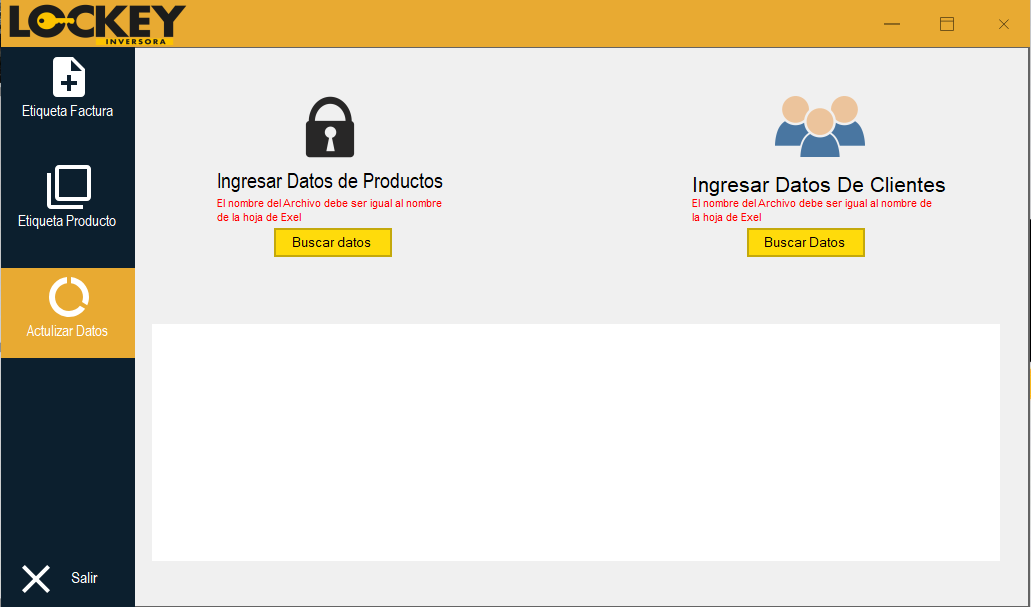 LOCKEY
INVERSORA
Etiqueta Factura
Etiqueta Producto
Actulizar Datos
Salir
Ingresar Datos de Productos
El nombre del Archivo debe ser igual al nombre
de la hoja de Exel
Buscar datos
Ingresar Datos De Clientes
El nombre del Archivo debe ser igual al nombre de
la hoja de Exel
Buscar Datos